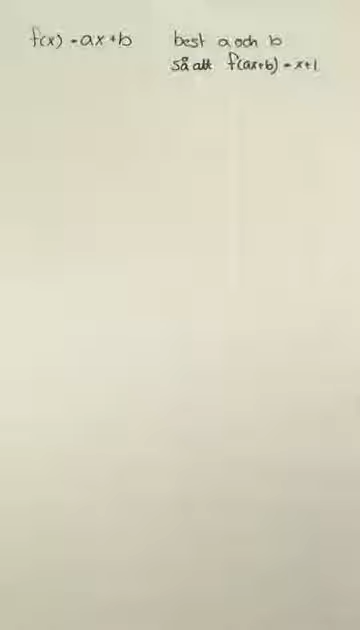 f(x) = ax+b
best a och b
så att f(ax+b) = x+1